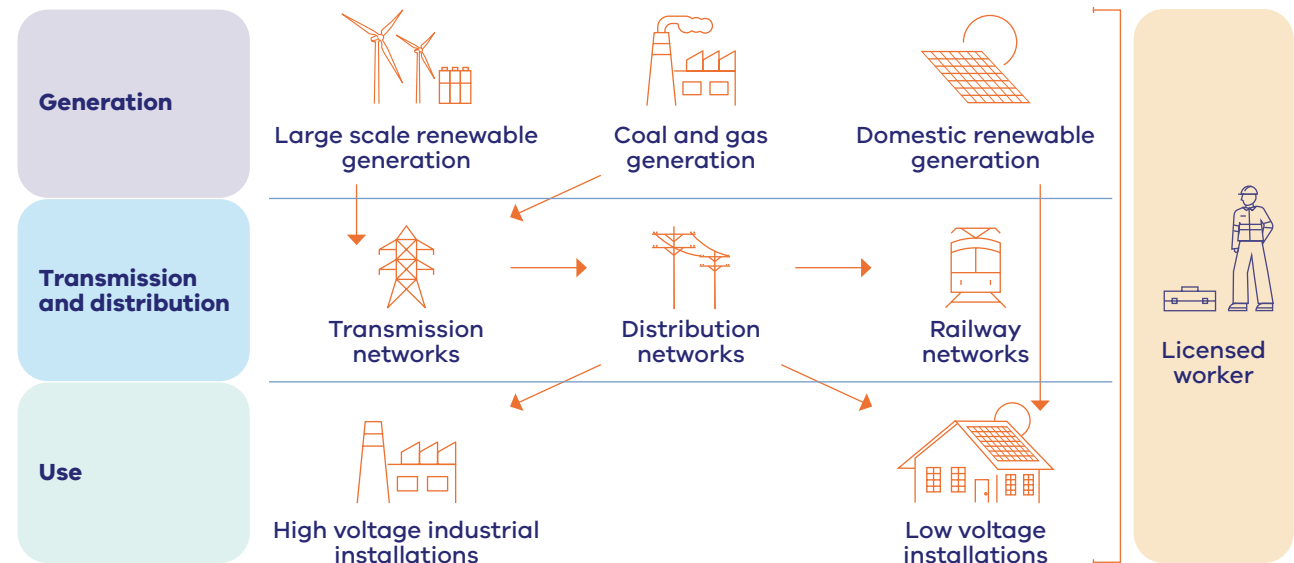 Generation
Large scale renewable
generation
Coal and gas
generation
Domestic renewable
generation
Transmission
and distribution
Transmission
networks
Distribution
networks
Railway
networks
Licensed
worker
Use
High voltage industrial
installations
Low voltage
installations